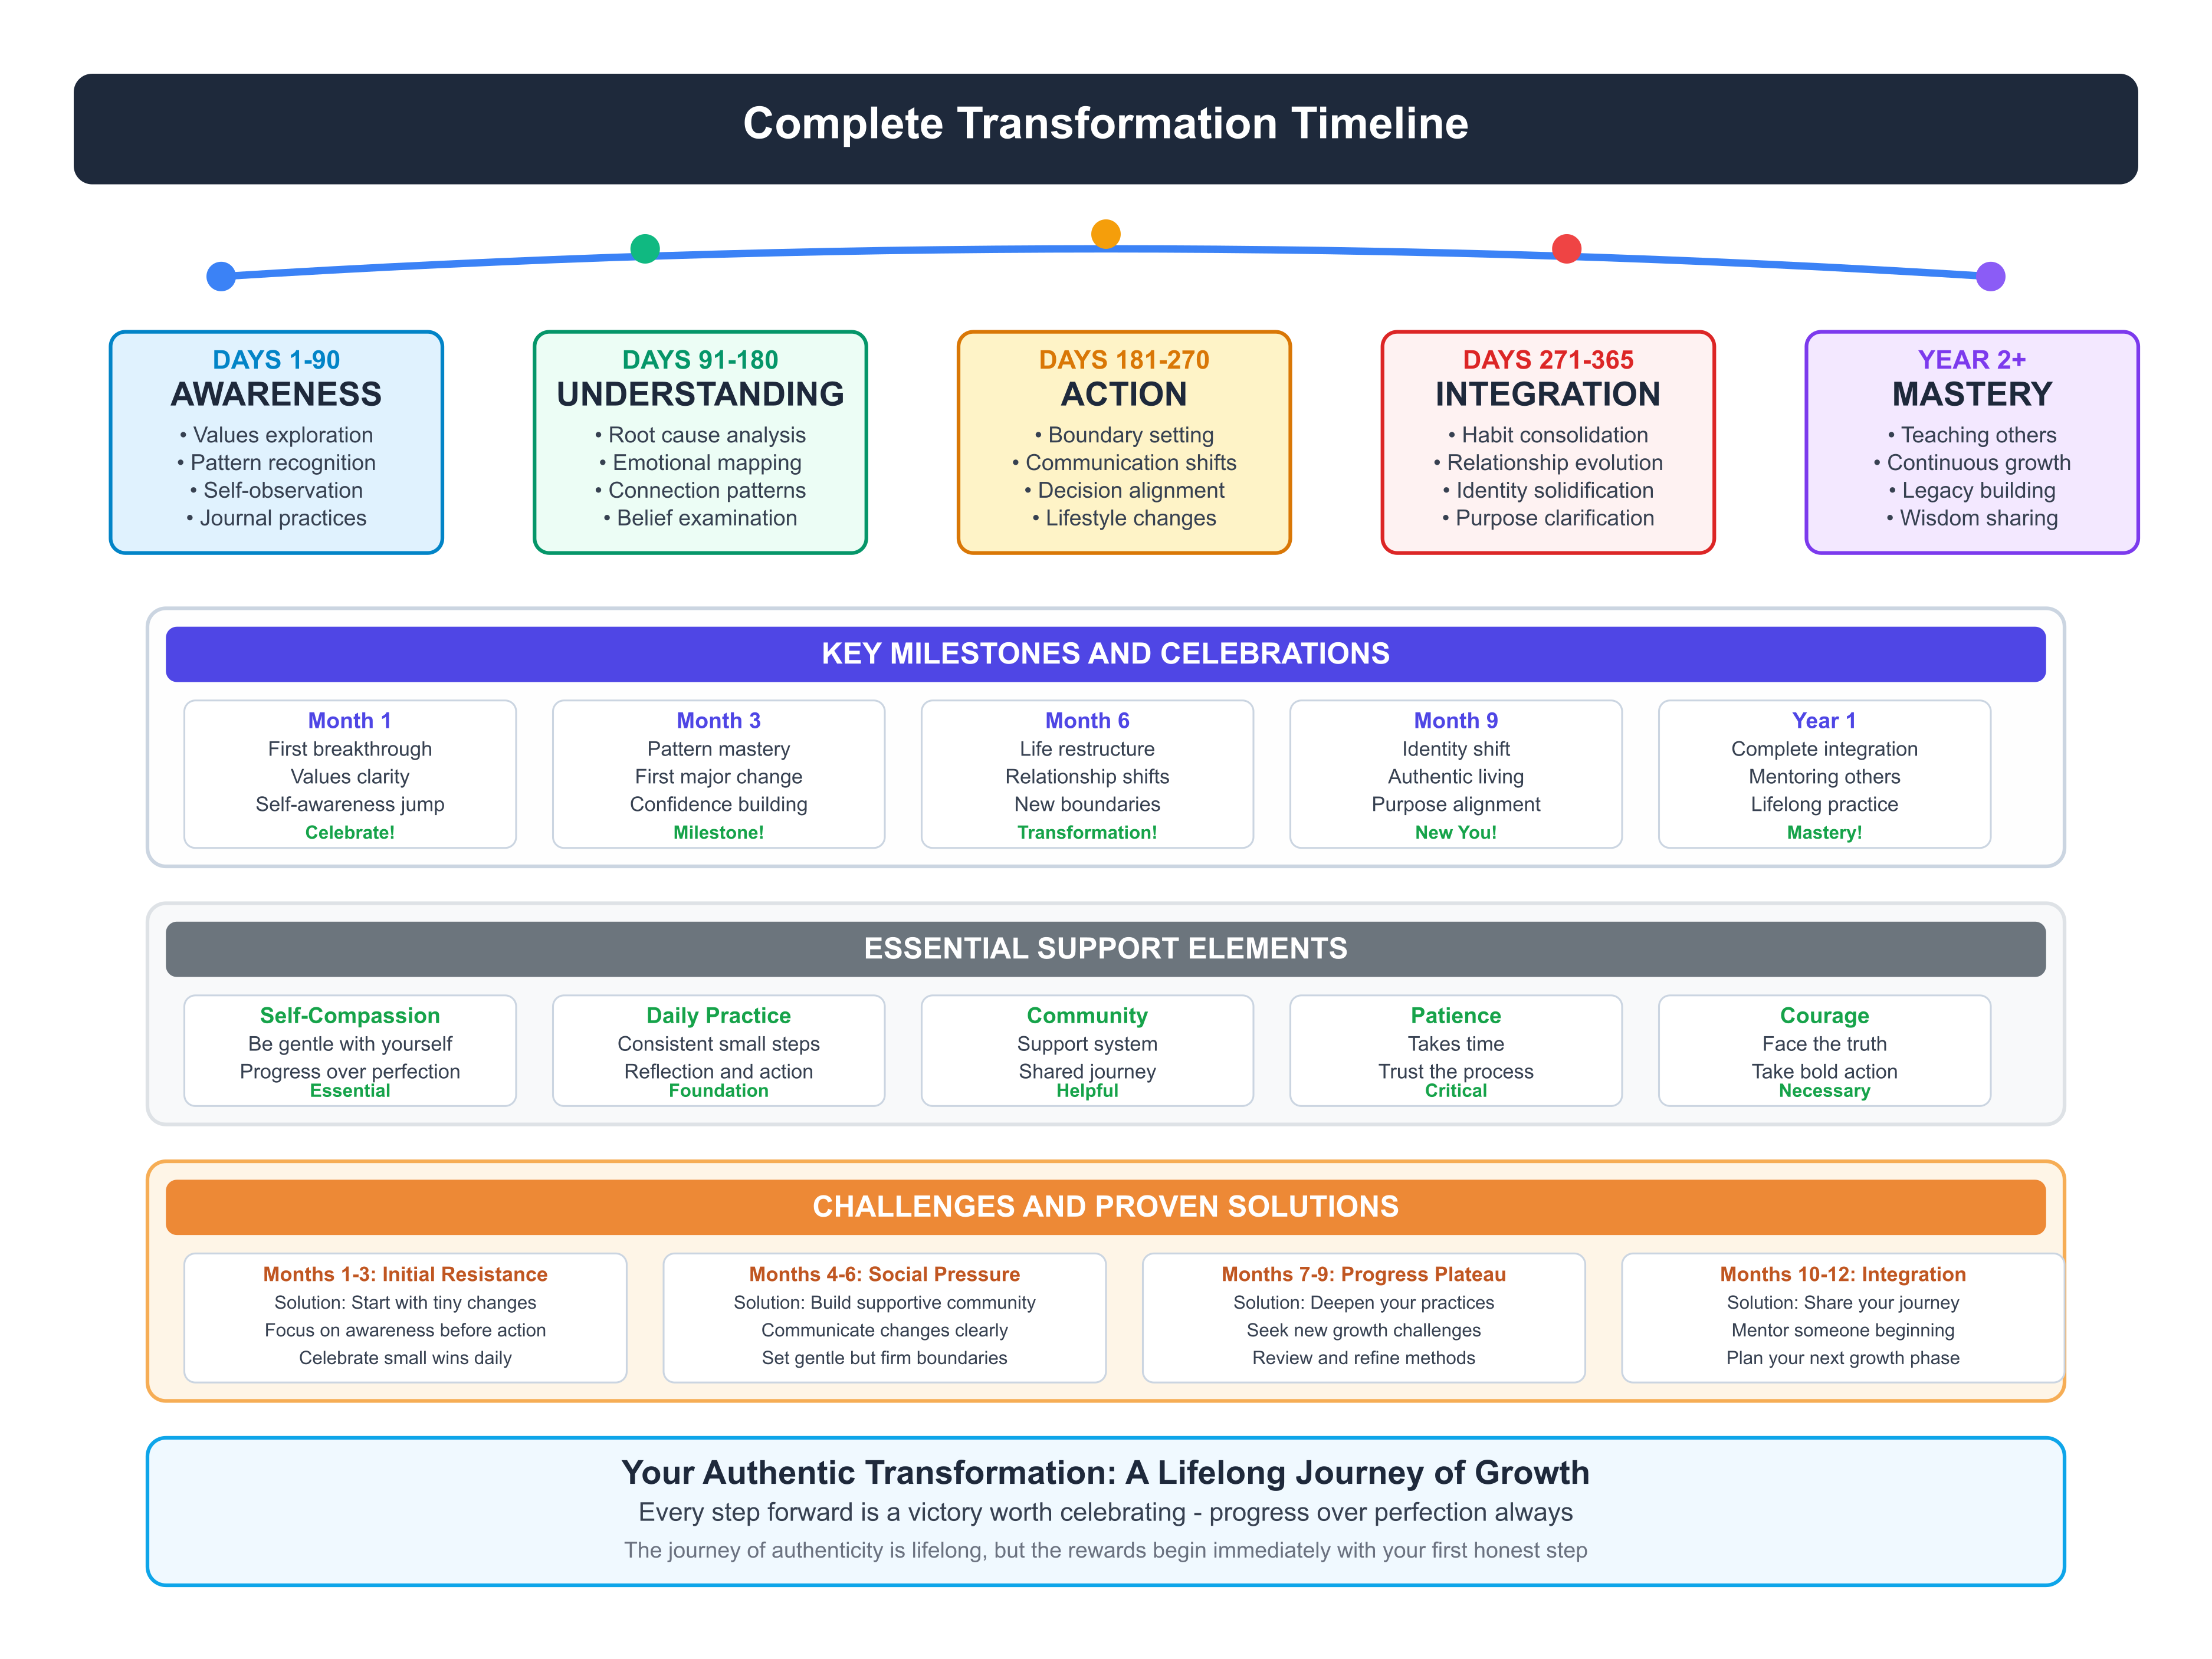 Complete Transformation Timeline
DAYS 1-90
AWARENESS
• Values exploration
• Pattern recognition
• Self-observation
• Journal practices
DAYS 91-180
UNDERSTANDING
• Root cause analysis
• Emotional mapping
• Connection patterns
• Belief examination
DAYS 181-270
ACTION
• Boundary setting
• Communication shifts
• Decision alignment
• Lifestyle changes
DAYS 271-365
INTEGRATION
• Habit consolidation
• Relationship evolution
• Identity solidification
• Purpose clarification
YEAR 2+
MASTERY
• Teaching others
• Continuous growth
• Legacy building
• Wisdom sharing
KEY MILESTONES AND CELEBRATIONS
Month 1
First breakthrough
Values clarity
Self-awareness jump
Celebrate!
Month 3
Pattern mastery
First major change
Confidence building
Milestone!
Month 6
Life restructure
Relationship shifts
New boundaries
Transformation!
Month 9
Identity shift
Authentic living
Purpose alignment
New You!
Year 1
Complete integration
Mentoring others
Lifelong practice
Mastery!
ESSENTIAL SUPPORT ELEMENTS
Self-Compassion
Be gentle with yourself
Progress over perfection
Essential
Daily Practice
Consistent small steps
Reflection and action
Foundation
Community
Support system
Shared journey
Helpful
Patience
Takes time
Trust the process
Critical
Courage
Face the truth
Take bold action
Necessary
CHALLENGES AND PROVEN SOLUTIONS
Months 1-3: Initial Resistance
Solution: Start with tiny changes
Focus on awareness before action
Celebrate small wins daily
Months 4-6: Social Pressure
Solution: Build supportive community
Communicate changes clearly
Set gentle but firm boundaries
Months 7-9: Progress Plateau
Solution: Deepen your practices
Seek new growth challenges
Review and refine methods
Months 10-12: Integration
Solution: Share your journey
Mentor someone beginning
Plan your next growth phase
Your Authentic Transformation: A Lifelong Journey of Growth
Every step forward is a victory worth celebrating - progress over perfection always
The journey of authenticity is lifelong, but the rewards begin immediately with your first honest step